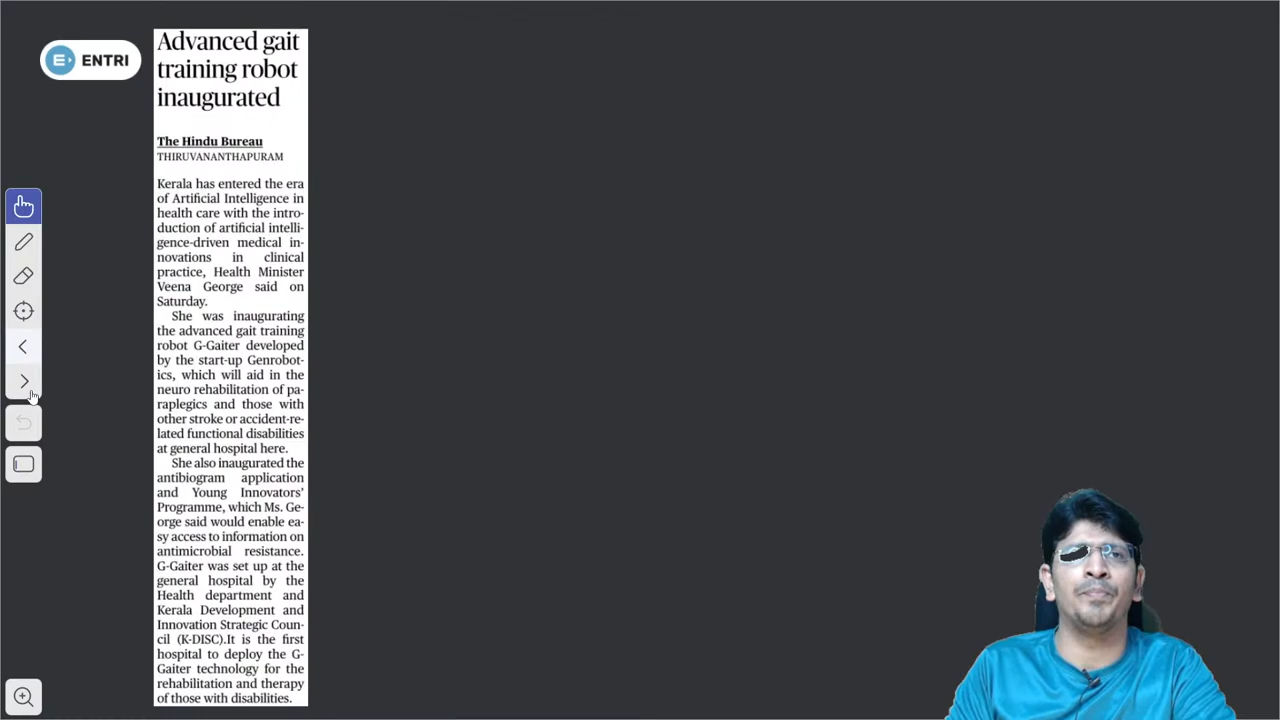 ENTRI
Advanced gait
training robot
inaugurated
The Hindu Bureau
THIRUVANANTHAPURAM
Kerala has entered the era
of Artificial Intelligence in
health care with the intro-
duction of artificial intelli-
gence-driven medical in-
novations in clinical
practice, Health Minister
Veena George said on
Saturday.
She was inaugurating
the advanced gait training
robot G-Gaiter developed
by the start-up Genrobot-
ics, which will aid in the
neuro rehabilitation of pa-
raplegics and those with
other stroke or accident-re-
lated functional disabilities
at general hospital here.
She also inaugurated the
antibiogram application
and Young Innovators’
Programme, which Ms. Ge-
orge said would enable ea-
sy access to information on
antimicrobial resistance.
G-Gaiter was set up at the
general hospital by the
Health department and
Kerala Development and
Innovation Strategic Coun-
cil (K-DISC).It is the first
hospital to deploy the G-
Gaiter technology for the
rehabilitation and therapy
of those with disabilities.